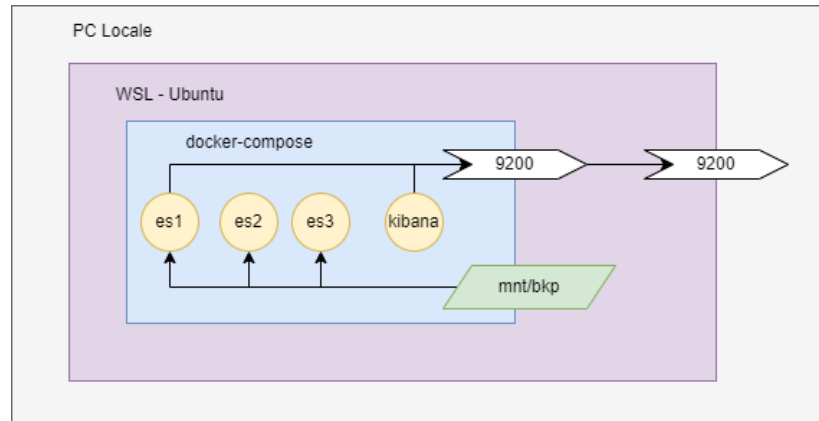 PC Locale
WSL - Ubuntu
docker-compose
9200
9200
es1
es2
es3
kibana
mnt/bkp